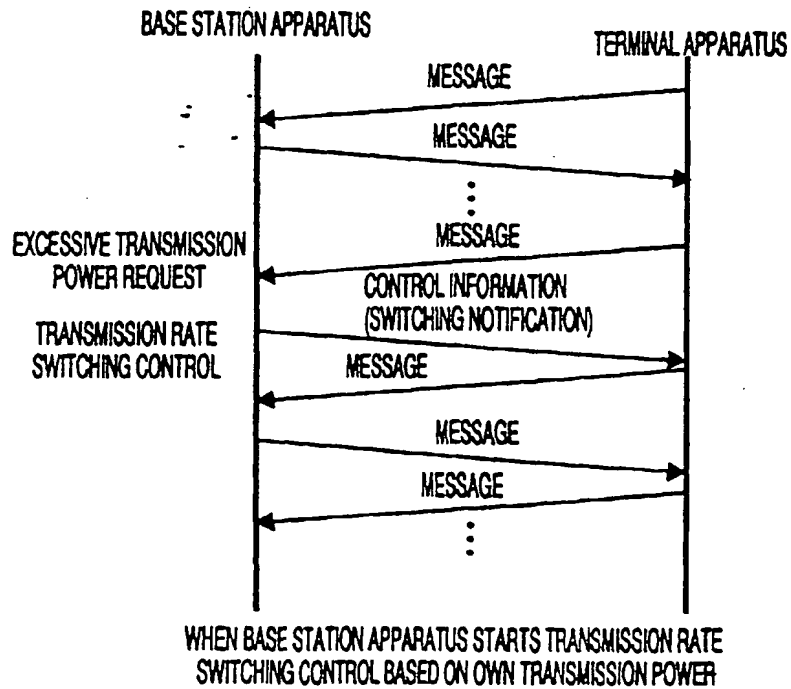 BASE STATION APPARATUS
TERMINAL APPARATUS
MESSAGE
MESSAGE
MESSAGE
EXCESSIVE TRANSMISSION
POWER REQUEST
CONTROL INFORMATION
(SWITCHING NOTIFICATION)
TRANSMISSION RATE
SWITCHING CONTROL
MESSAGE
MESSAGE
MESSAGE
WHEN BASE STATION APPARATUS STARTS TRANSMISSION RATE
SWITCHING CONTROL BASED ON OWN TRANSMISSION POWER